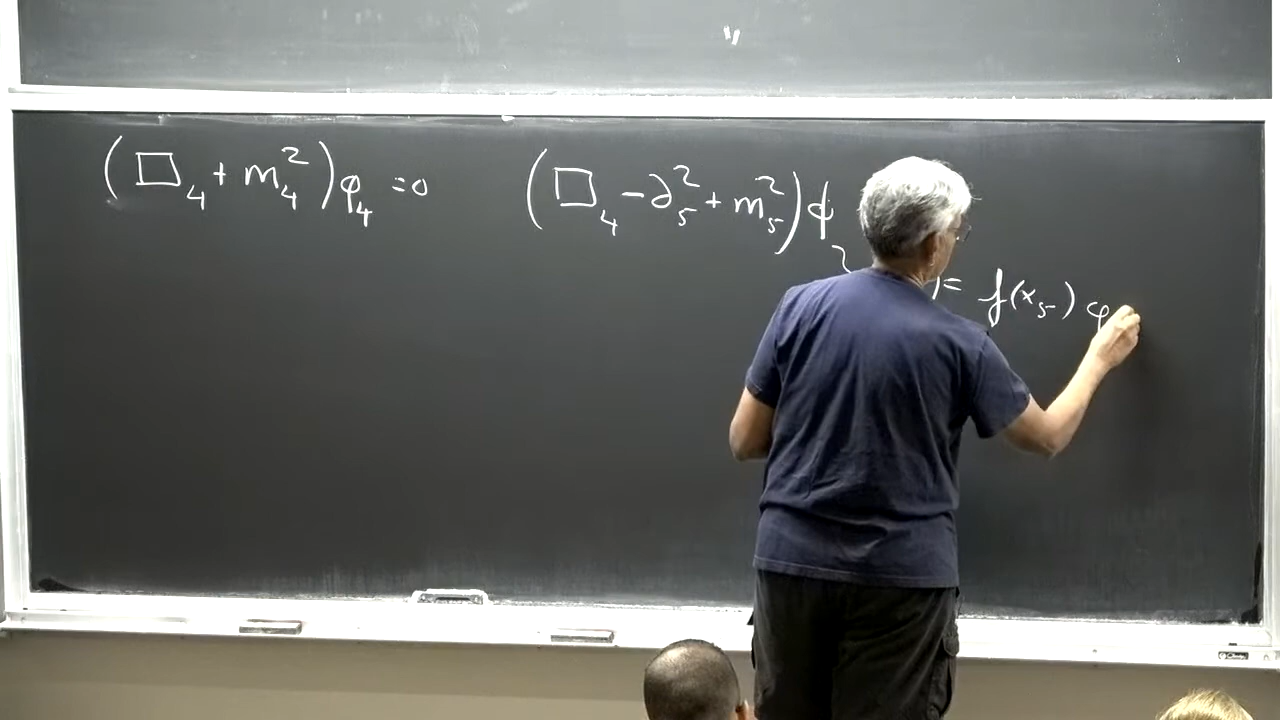 (□₄ + m₄²)φ₄ = 0
(□₄ − ∂₅² + m₅²)ϕ
) = f(x₅) φ